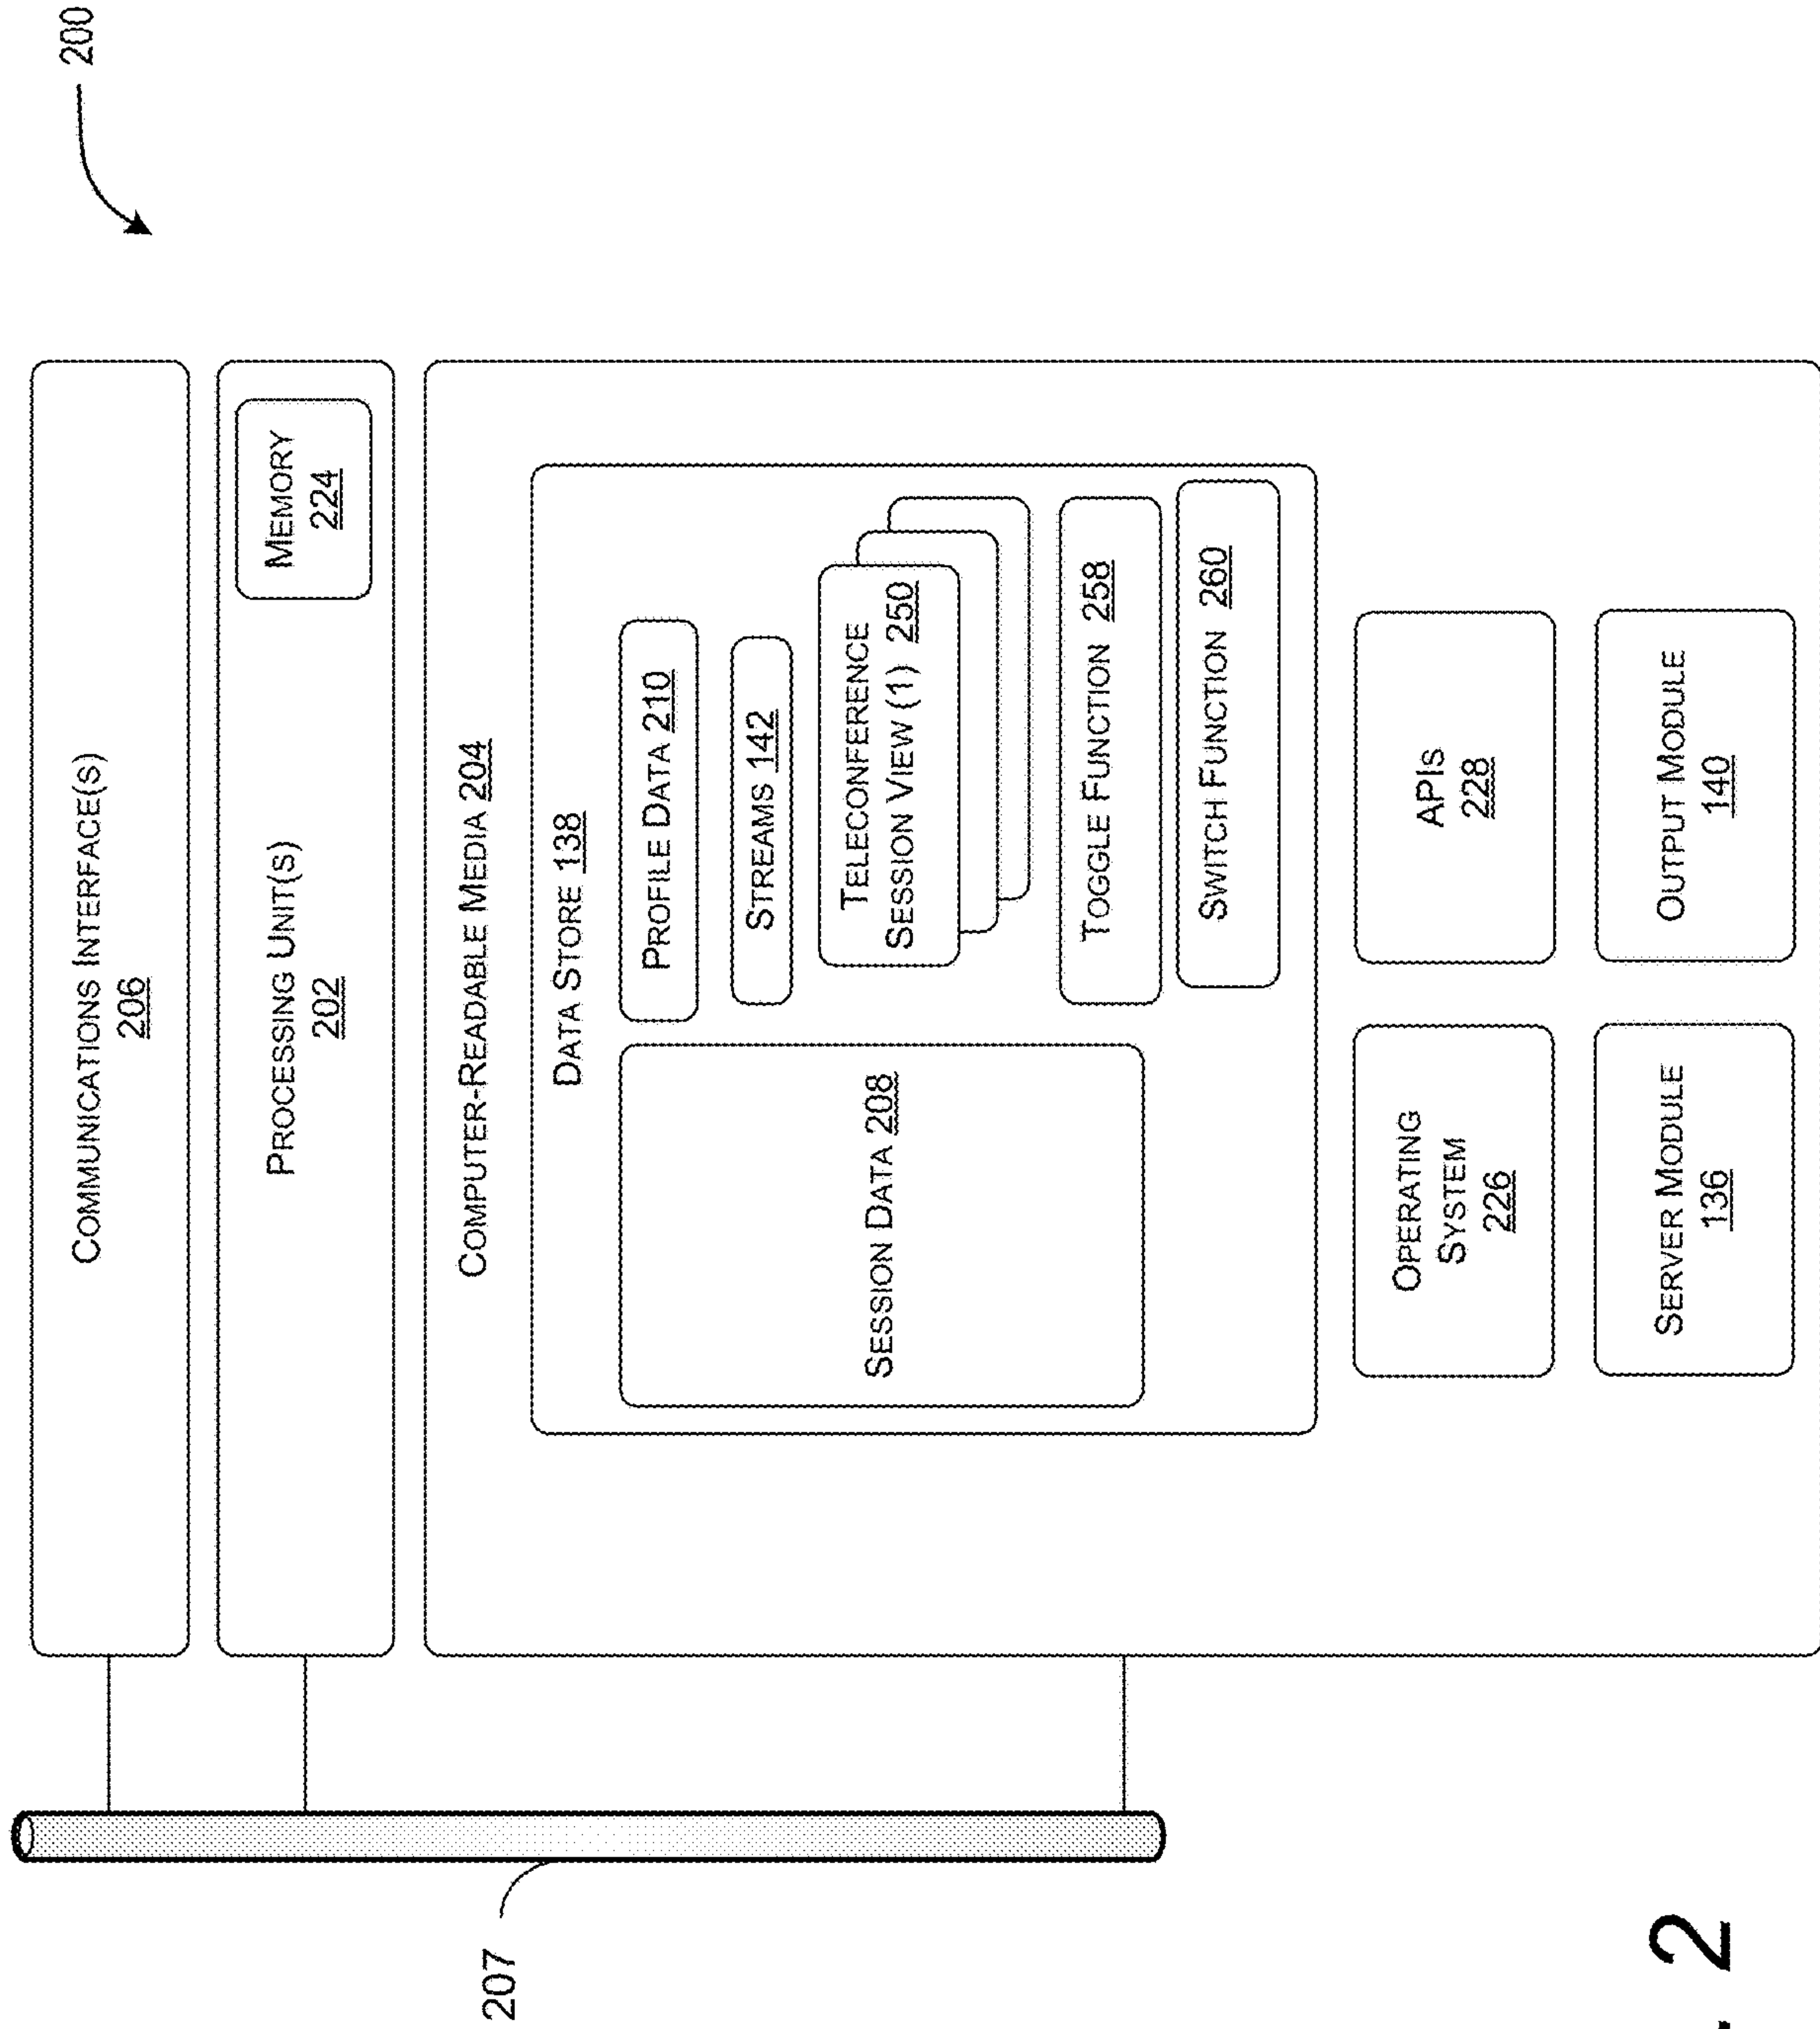 200
COMMUNICATIONS INTERFACE(S)
206
PROCESSING UNIT(S)
202
MEMORY
224
COMPUTER-READABLE MEDIA 204
DATA STORE 138
SESSION DATA 208
PROFILE DATA 210
STREAMS 142
TELECONFERENCE
SESSION VIEW (1) 250
TOGGLE FUNCTION 258
SWITCH FUNCTION 260
OPERATING
SYSTEM
226
APIS
228
SERVER MODULE
136
OUTPUT MODULE
140
207
. 2